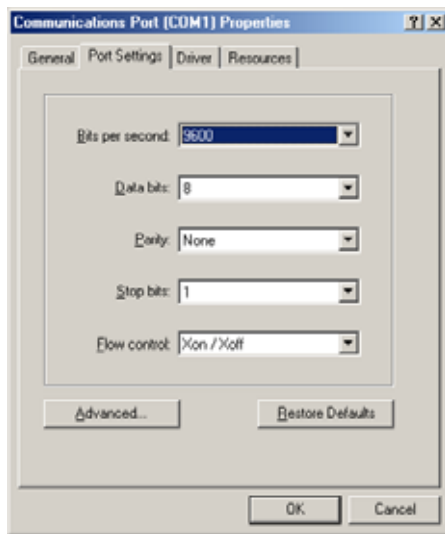 Communications Port (COM1) Properties
General Port Settings Driver Resources
Bits per second: 9600
Data bits: 8
Parity: None
Stop bits: 1
Flow control: Xon / Xoff
Advanced... Restore Defaults
OK Cancel